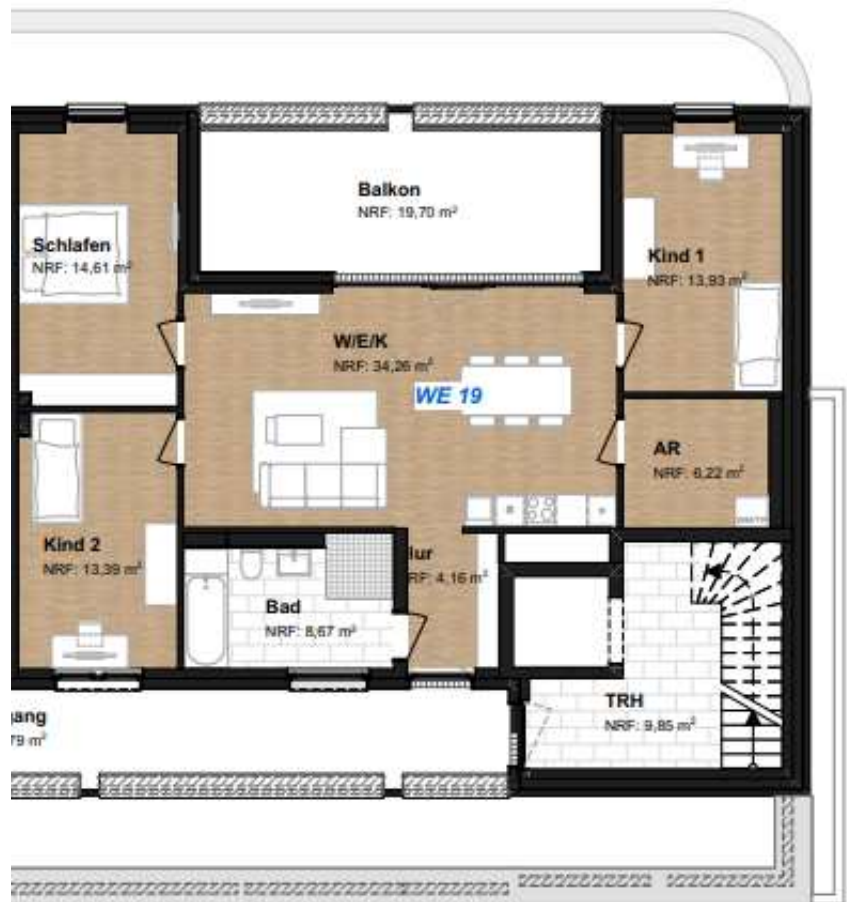 Balkon
NRF: 19,70 m²
Schlafen
NRF: 14,61 m²
Kind 1
NRF: 13,93 m²
W/E/K
NRF: 34,26 m²
WE 19
AR
NRF: 6,22 m²
Kind 2
NRF: 13,39 m²
lur
RF: 4,16 m²
Bad
NRF: 8,67 m²
TRH
NRF: 9,85 m²
gang
79 m²